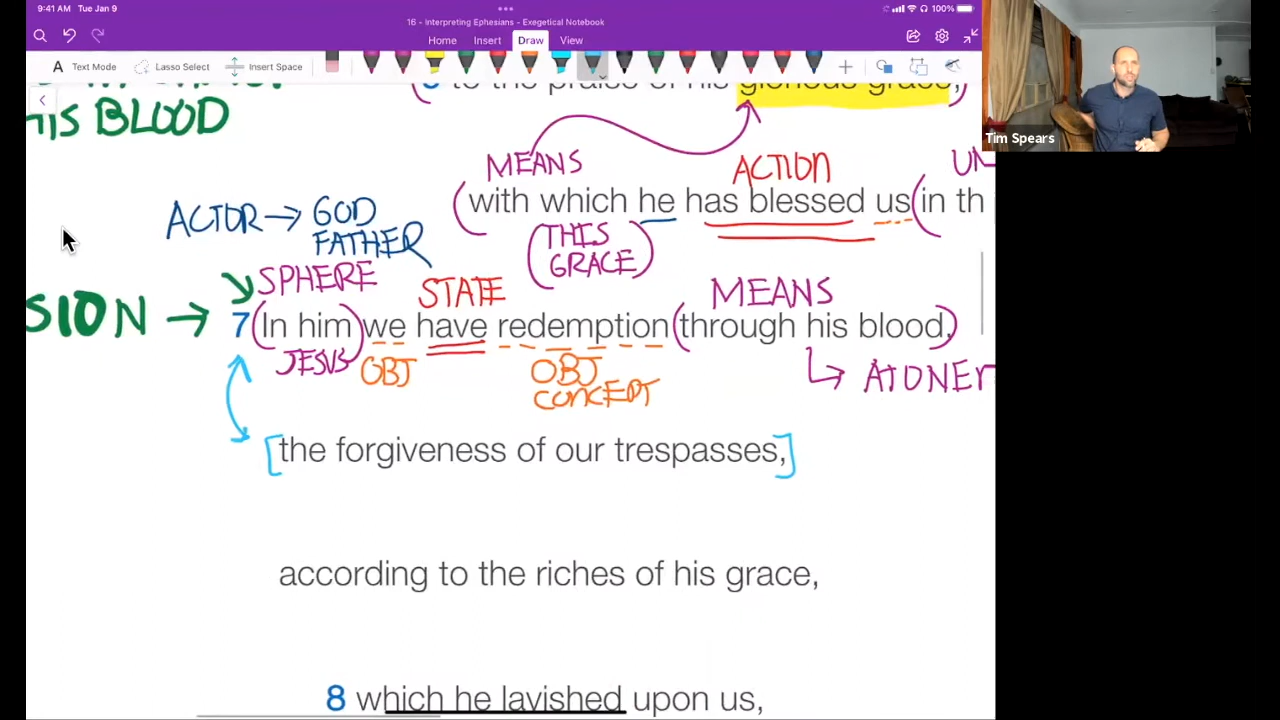 9:41 AM Tue Jan 9
100%
16 - Interpreting Ephesians - Exegetical Notebook
Home Insert Draw View
Text Mode Lasso Select Insert Space
Tim Spears
to the praise of his glorious grace,)
HIS BLOOD
MEANS ACTION
(with which he has blessed us (in th
ACTOR → GOD FATHER
(THIS GRACE)
SPHERE STATE MEANS
SION → 7 (In him) we have redemption (through his blood,)
JESUS OBJ OBJ CONCEPT
[the forgiveness of our trespasses,]
according to the riches of his grace,
8 which he lavished upon us,